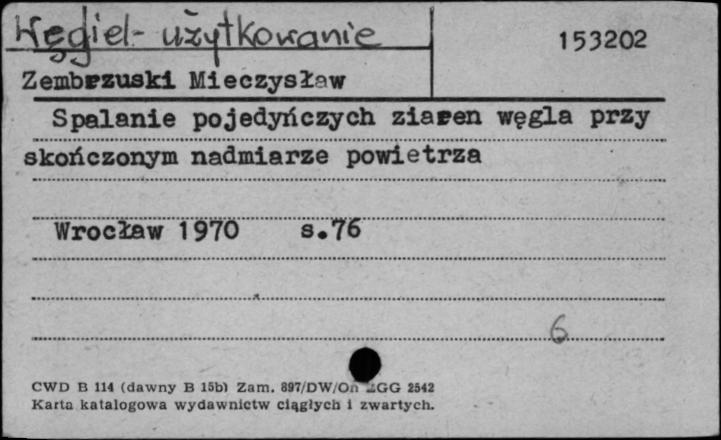 Węgiel - użytkowanie
153202
Zembrzuski Mieczysław
Spalanie pojedyńczych ziaren węgla przy
skończonym nadmiarze powietrza
Wrocław 1970 s.76
6
CWD B 114 (dawny B 15b) Zam. 897/DW/On GG 2542
Karta katalogowa wydawnictw ciągłych i zwartych.